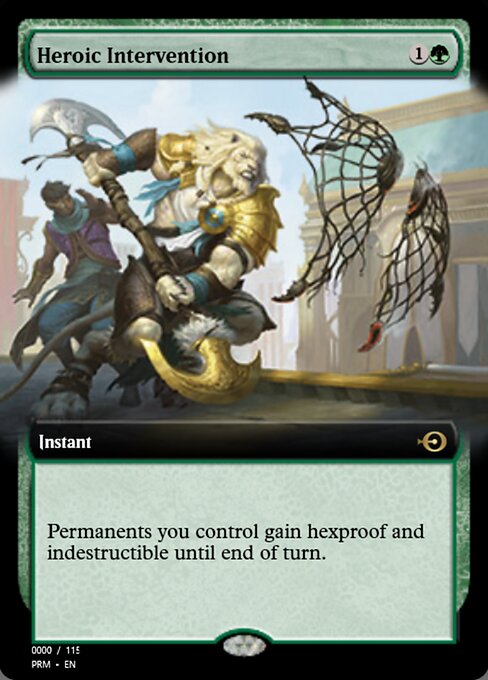 Heroic Intervention
1
Instant
Permanents you control gain hexproof and
indestructible until end of turn.
0000 / 115
PRM • EN